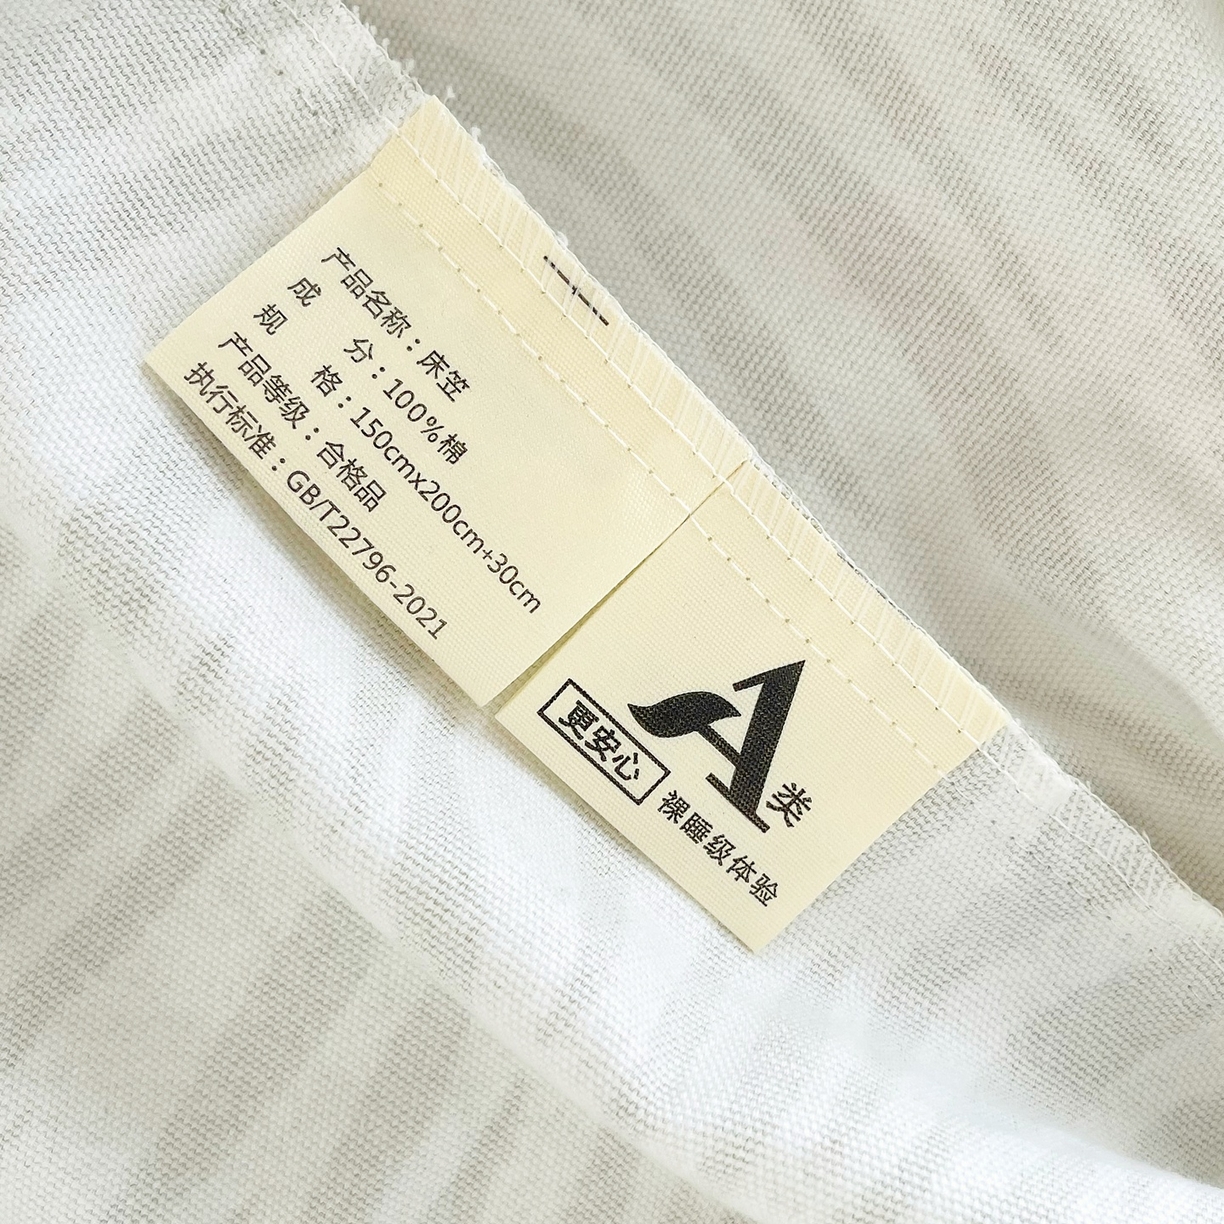 产品名称：床笠
成 分：100%棉
规 格：150cmx200cm+30cm
产品等级：合格品
执行标准：GB/T22796-2021
A类
更安心 裸睡级体验